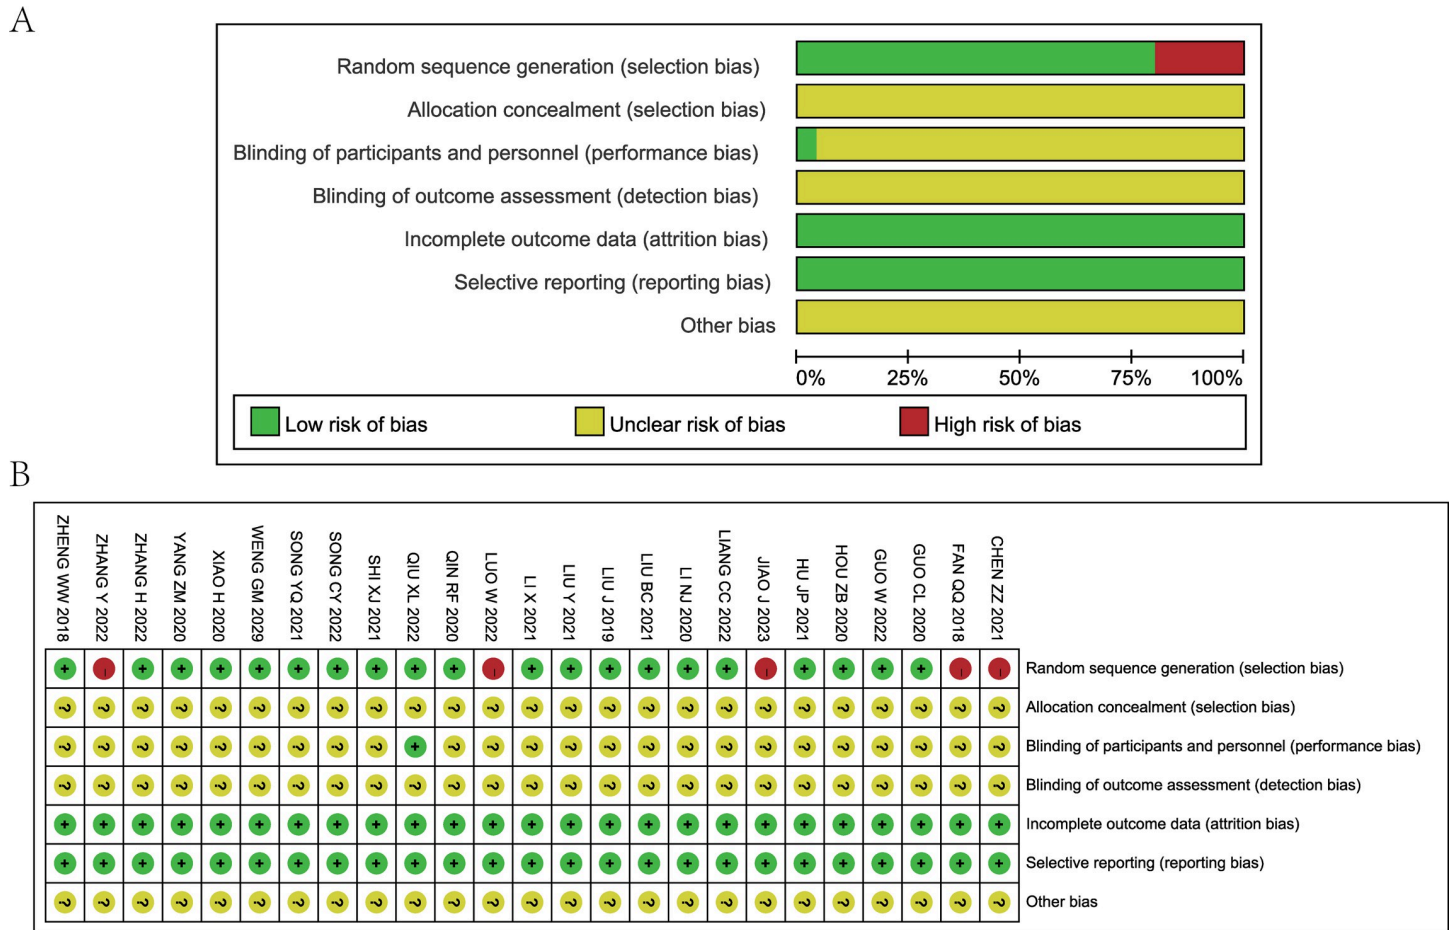 A
Random sequence generation (selection bias)
Allocation concealment (selection bias)
Blinding of participants and personnel (performance bias)
Blinding of outcome assessment (detection bias)
Incomplete outcome data (attrition bias)
Selective reporting (reporting bias)
Other bias
0% 25% 50% 75% 100%
Low risk of bias Unclear risk of bias High risk of bias
B
ZHENG WW 2018
ZHANG Y 2022
ZHANG H 2022
YANG ZM 2020
XIAO H 2020
WENG GM 2029
SONG YQ 2021
SONG CY 2022
SHI XJ 2021
QIU XL 2022
QIN RF 2020
LUO W 2022
LI X 2021
LIU Y 2021
LIU J 2019
LIU BC 2021
LI NJ 2020
LIANG CC 2022
JIAO J 2023
HU JP 2021
HOU ZB 2020
GUO W 2022
GUO CL 2020
FAN QQ 2018
CHEN ZZ 2021
+ – + + + + + + + + + – + + + + + + – + + + + – – Random sequence generation (selection bias)
? ? ? ? ? ? ? ? ? ? ? ? ? ? ? ? ? ? ? ? ? ? ? ? ? Allocation concealment (selection bias)
? ? ? ? ? ? ? ? ? + ? ? ? ? ? ? ? ? ? ? ? ? ? ? ? Blinding of participants and personnel (performance bias)
? ? ? ? ? ? ? ? ? ? ? ? ? ? ? ? ? ? ? ? ? ? ? ? ? Blinding of outcome assessment (detection bias)
+ + + + + + + + + + + + + + + + + + + + + + + + + Incomplete outcome data (attrition bias)
+ + + + + + + + + + + + + + + + + + + + + + + + + Selective reporting (reporting bias)
? ? ? ? ? ? ? ? ? ? ? ? ? ? ? ? ? ? ? ? ? ? ? ? ? Other bias